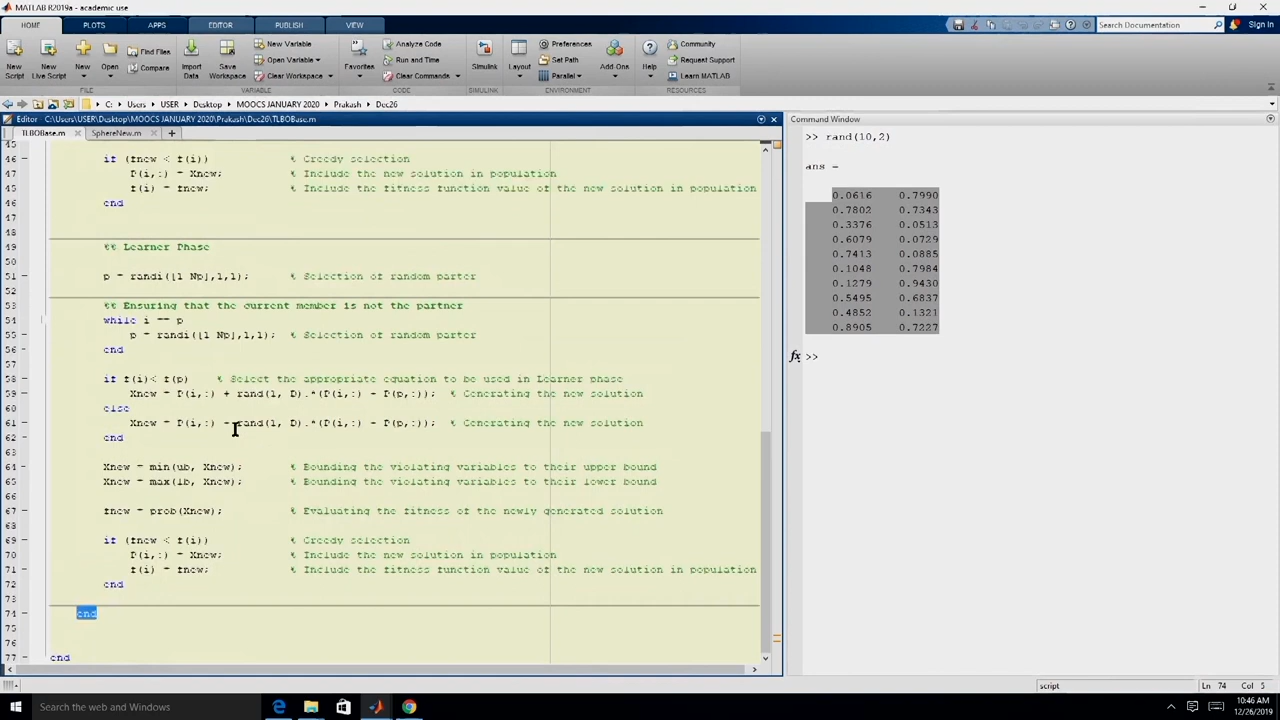 MATLAB R2019a - academic use
HOME PLOTS APPS EDITOR PUBLISH VIEW
Search Documentation Sign In
New Script
New Live Script
New
Open
Find Files
Compare
Import Data
Save Workspace
New Variable
Open Variable
Clear Workspace
Favorites
Analyze Code
Run and Time
Clear Commands
Simulink
Layout
Preferences
Set Path
Parallel
Add-Ons
Help
Community
Request Support
Learn MATLAB
FILE VARIABLE CODE SIMULINK ENVIRONMENT RESOURCES
C: Users USER Desktop MOOCS JANUARY 2020 Prakash Dec26
Editor - C:\Users\USER\Desktop\MOOCS JANUARY 2020\Prakash\Dec26\TLBOBase.m
TLBOBase.m SphereNew.m +
45
46 if (fnew < f(i)) % Greedy selection
47 P(i,:) = Xnew; % Include the new solution in population
45 f(i) = fnew; % Include the fitness function value of the new solution in population
46 end
47
48
49 %% Learner Phase
50
51 p = randi([1 Np],1,1); % Selection of random parter
52
53 %% Ensuring that the current member is not the partner
54 while i == p
55 p = randi([1 Np],1,1); % Selection of random parter
56 end
57
58 if f(i)< f(p) % Select the appropriate equation to be used in Learner phase
59 Xnew = P(i,:) + rand(1, D).*(P(i,:) - P(p,:)); % Generating the new solution
60 else
61 Xnew = P(i,:) - rand(1, D).*(P(i,:) - P(p,:)); % Generating the new solution
62 end
63
64 Xnew = min(ub, Xnew); % Bounding the violating variables to their upper bound
65 Xnew = max(lb, Xnew); % Bounding the violating variables to their lower bound
66
67 fnew = prob(Xnew); % Evaluating the fitness of the newly generated solution
68
69 if (fnew < f(i)) % Greedy selection
70 P(i,:) = Xnew; % Include the new solution in population
71 f(i) = fnew; % Include the fitness function value of the new solution in population
72 end
73
74 end
75
76
77 end
Command Window
>> rand(10,2)
ans =
0.0616 0.7990
0.7802 0.7343
0.3376 0.0513
0.6079 0.0729
0.7413 0.0885
0.1048 0.7984
0.1279 0.9430
0.5495 0.6837
0.4852 0.1321
0.8905 0.7227
fx >>
script Ln 74 Col 5
Search the web and Windows
10:46 AM
12/26/2019